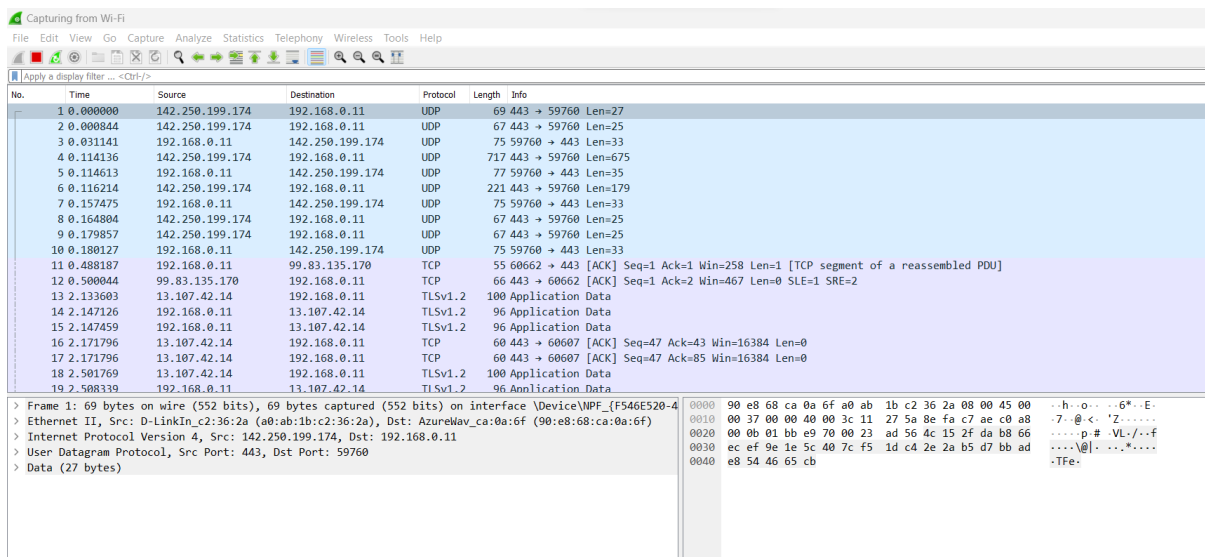 Capturing from Wi-Fi
File Edit View Go Capture Analyze Statistics Telephony Wireless Tools Help
Apply a display filter ... <Ctrl-/>
No. Time Source Destination Protocol Length Info
1 0.000000 142.250.199.174 192.168.0.11 UDP 69 443 → 59760 Len=27
2 0.000844 142.250.199.174 192.168.0.11 UDP 67 443 → 59760 Len=25
3 0.031141 192.168.0.11 142.250.199.174 UDP 75 59760 → 443 Len=33
4 0.114136 142.250.199.174 192.168.0.11 UDP 717 443 → 59760 Len=675
5 0.114613 192.168.0.11 142.250.199.174 UDP 77 59760 → 443 Len=35
6 0.116214 142.250.199.174 192.168.0.11 UDP 221 443 → 59760 Len=179
7 0.157475 192.168.0.11 142.250.199.174 UDP 75 59760 → 443 Len=33
8 0.164804 142.250.199.174 192.168.0.11 UDP 67 443 → 59760 Len=25
9 0.179857 142.250.199.174 192.168.0.11 UDP 67 443 → 59760 Len=25
10 0.180127 192.168.0.11 142.250.199.174 UDP 75 59760 → 443 Len=33
11 0.488187 192.168.0.11 99.83.135.170 TCP 55 60662 → 443 [ACK] Seq=1 Ack=1 Win=258 Len=1 [TCP segment of a reassembled PDU]
12 0.500044 99.83.135.170 192.168.0.11 TCP 66 443 → 60662 [ACK] Seq=1 Ack=2 Win=467 Len=0 SLE=1 SRE=2
13 2.133603 13.107.42.14 192.168.0.11 TLSv1.2 100 Application Data
14 2.147126 192.168.0.11 13.107.42.14 TLSv1.2 96 Application Data
15 2.147459 192.168.0.11 13.107.42.14 TLSv1.2 96 Application Data
16 2.171796 13.107.42.14 192.168.0.11 TCP 60 443 → 60607 [ACK] Seq=47 Ack=43 Win=16384 Len=0
17 2.171796 13.107.42.14 192.168.0.11 TCP 60 443 → 60607 [ACK] Seq=47 Ack=85 Win=16384 Len=0
18 2.501769 13.107.42.14 192.168.0.11 TLSv1.2 100 Application Data
19 2.508339 192.168.0.11 13.107.42.14 TLSv1.2 96 Application Data
> Frame 1: 69 bytes on wire (552 bits), 69 bytes captured (552 bits) on interface \Device\NPF_{F546E520-4
> Ethernet II, Src: D-LinkIn_c2:36:2a (a0:ab:1b:c2:36:2a), Dst: AzureWav_ca:0a:6f (90:e8:68:ca:0a:6f)
> Internet Protocol Version 4, Src: 142.250.199.174, Dst: 192.168.0.11
> User Datagram Protocol, Src Port: 443, Dst Port: 59760
> Data (27 bytes)
0000 90 e8 68 ca 0a 6f a0 ab 1b c2 36 2a 08 00 45 00 ··h··o·· ··6*··E·
0010 00 37 00 00 40 00 3c 11 27 5a 8e fa c7 ae c0 a8 ·7··@·<· 'Z······
0020 00 0b 01 bb e9 70 00 23 ad 56 4c 15 2f da b8 66 ·····p·# ·VL·/··f
0030 ec ef 9e 1e 5c 40 7c f5 1d c4 2e 2a b5 d7 bb ad ····\@|· ··.*····
0040 e8 54 46 65 cb ·TFe·